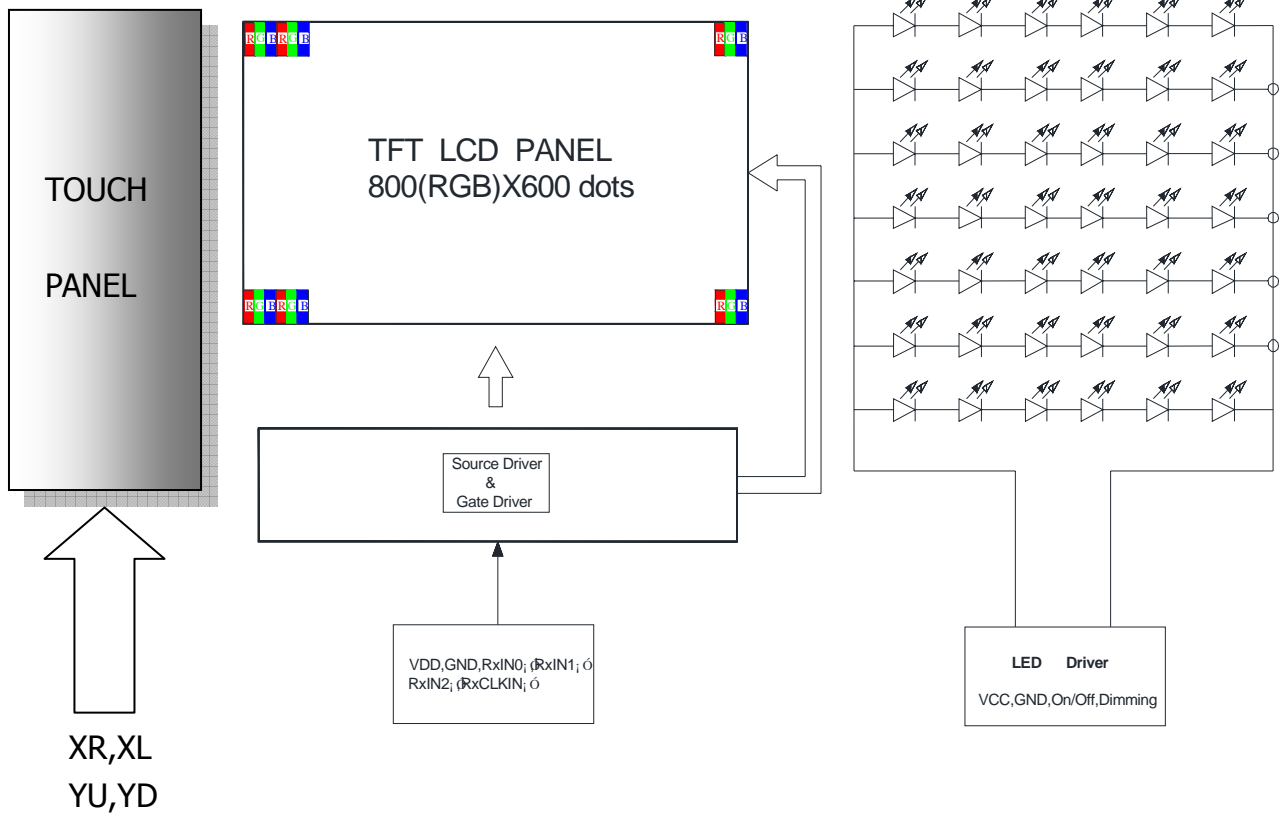 TOUCH
PANEL
XR,XL
YU,YD
R G B R G B
R G B
TFT LCD PANEL
800(RGB)X600 dots
R G B R G B
R G B
Source Driver
&
Gate Driver
VDD,GND,RxIN0¡ RxIN1¡ Ó
RxIN2¡ RxCLKIN¡ Ó
LED Driver
VCC,GND,On/Off,Dimming